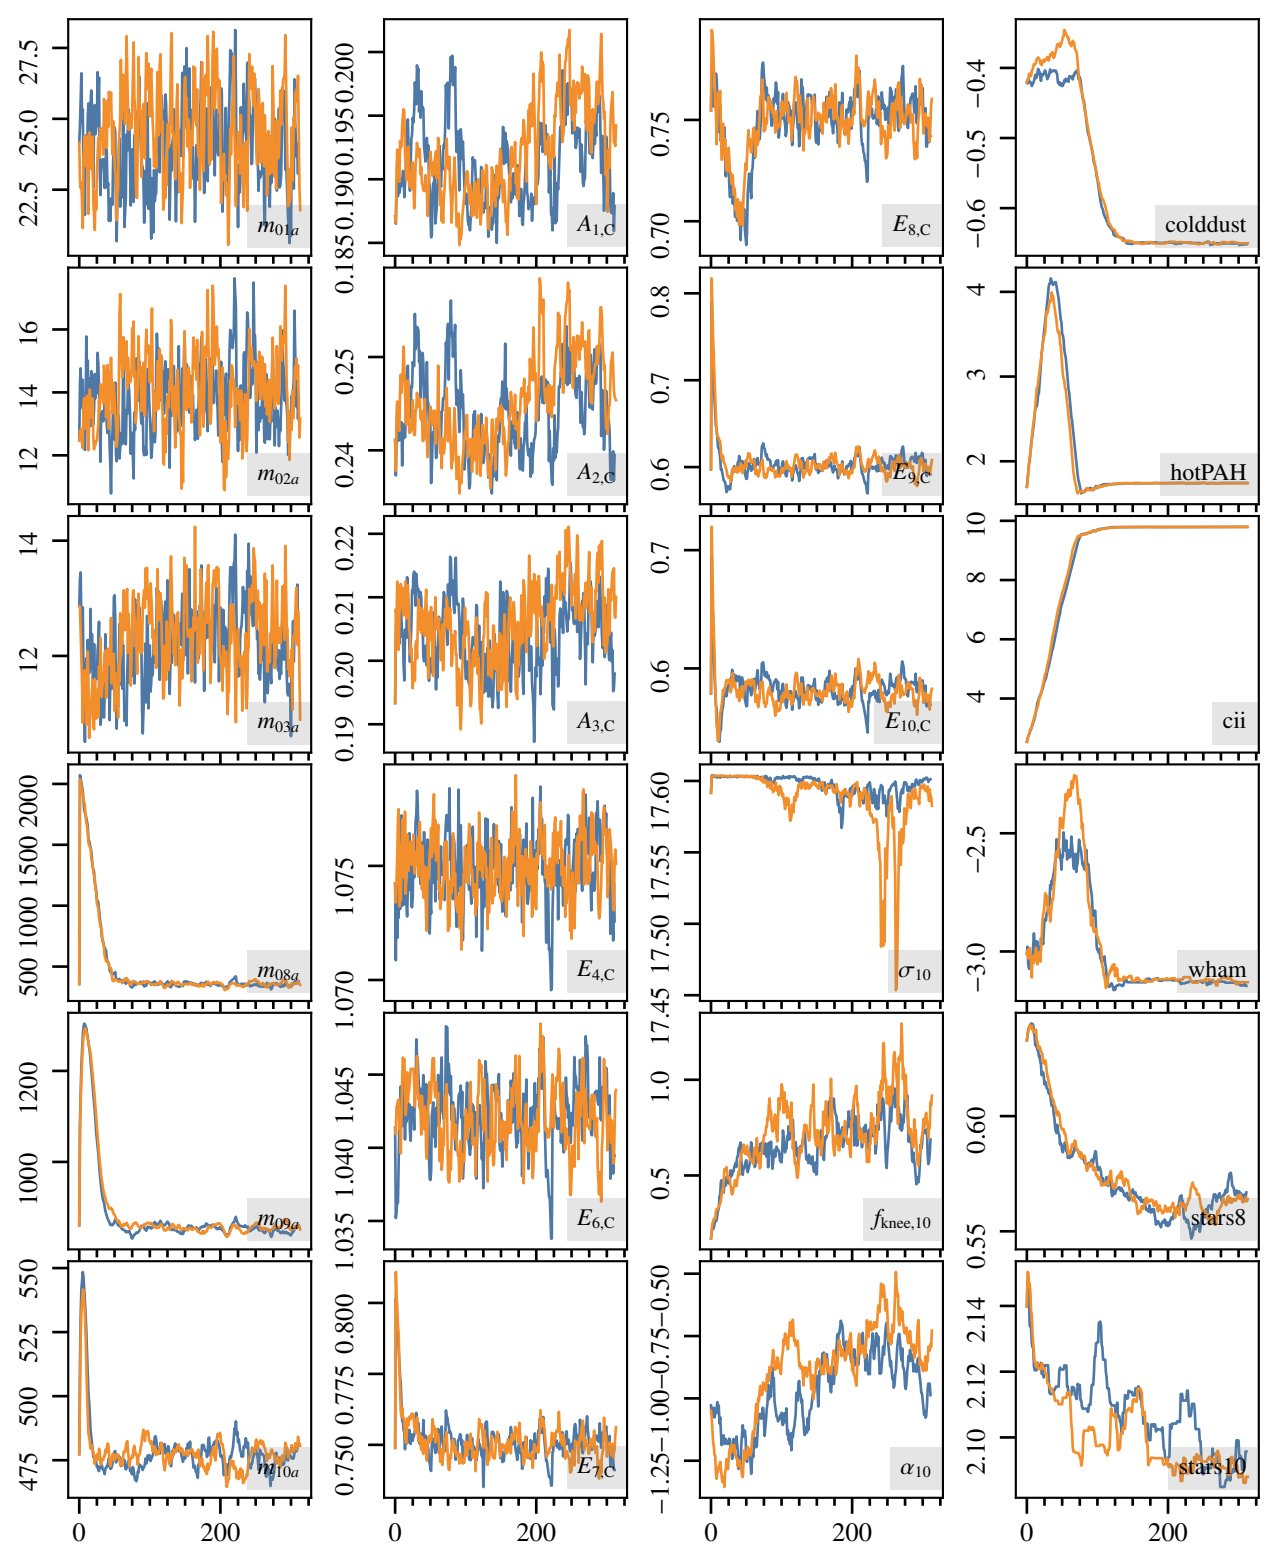 22.5 25.0 27.5
m01a
0.185 0.190 0.195 0.200
A1,C
0.70 0.75
E8,C
−0.6 −0.5 −0.4
colddust
12 14 16
m02a
0.24 0.25
A2,C
0.6 0.7 0.8
E9,C
2 3 4
hotPAH
12 14
m03a
0.19 0.20 0.21 0.22
A3,C
0.6 0.7
E10,C
4 6 8 10
cii
500 1000 1500 2000
m08a
1.070 1.075
E4,C
17.45 17.50 17.55 17.60
σ10
−3.0 −2.5
wham
1000 1200
m09a
1.035 1.040 1.045
E6,C
0.5 1.0
fknee,10
0.55 0.60
stars8
475 500 525 550
m10a
0.750 0.775 0.800
E7,C
−1.25 −1.00 −0.75 −0.50
α10
2.10 2.12 2.14
stars10
0 200 0 200 0 200 0 200